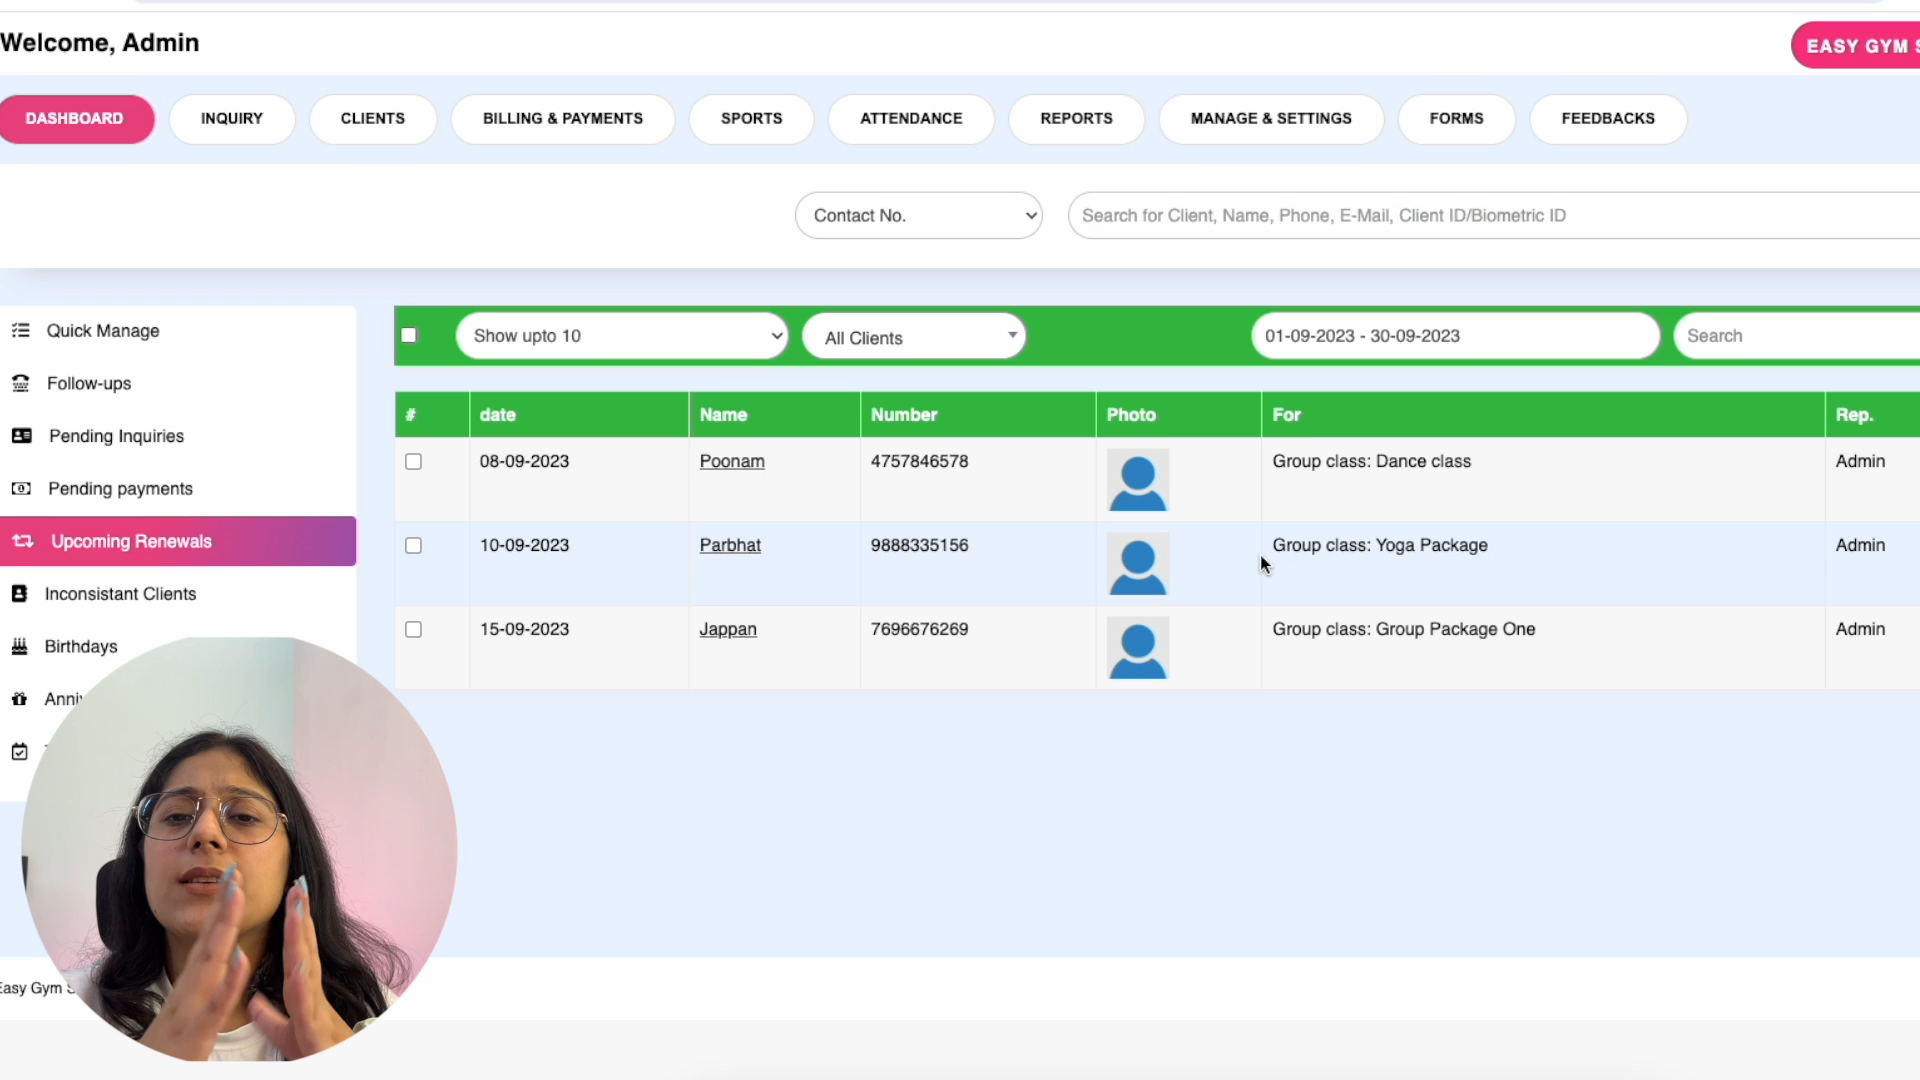 Welcome, Admin
EASY GYM
DASHBOARD INQUIRY CLIENTS BILLING & PAYMENTS SPORTS ATTENDANCE REPORTS MANAGE & SETTINGS FORMS FEEDBACKS
Contact No. Search for Client, Name, Phone, E-Mail, Client ID/Biometric ID
Quick Manage
Follow-ups
Pending Inquiries
Pending payments
Upcoming Renewals
Inconsistant Clients
Birthdays
Show upto 10 All Clients 01-09-2023 - 30-09-2023 Search
# date Name Number Photo For Rep.
08-09-2023 Poonam 4757846578 Group class: Dance class Admin
10-09-2023 Parbhat 9888335156 Group class: Yoga Package Admin
15-09-2023 Jappan 7696676269 Group class: Group Package One Admin
Easy Gym